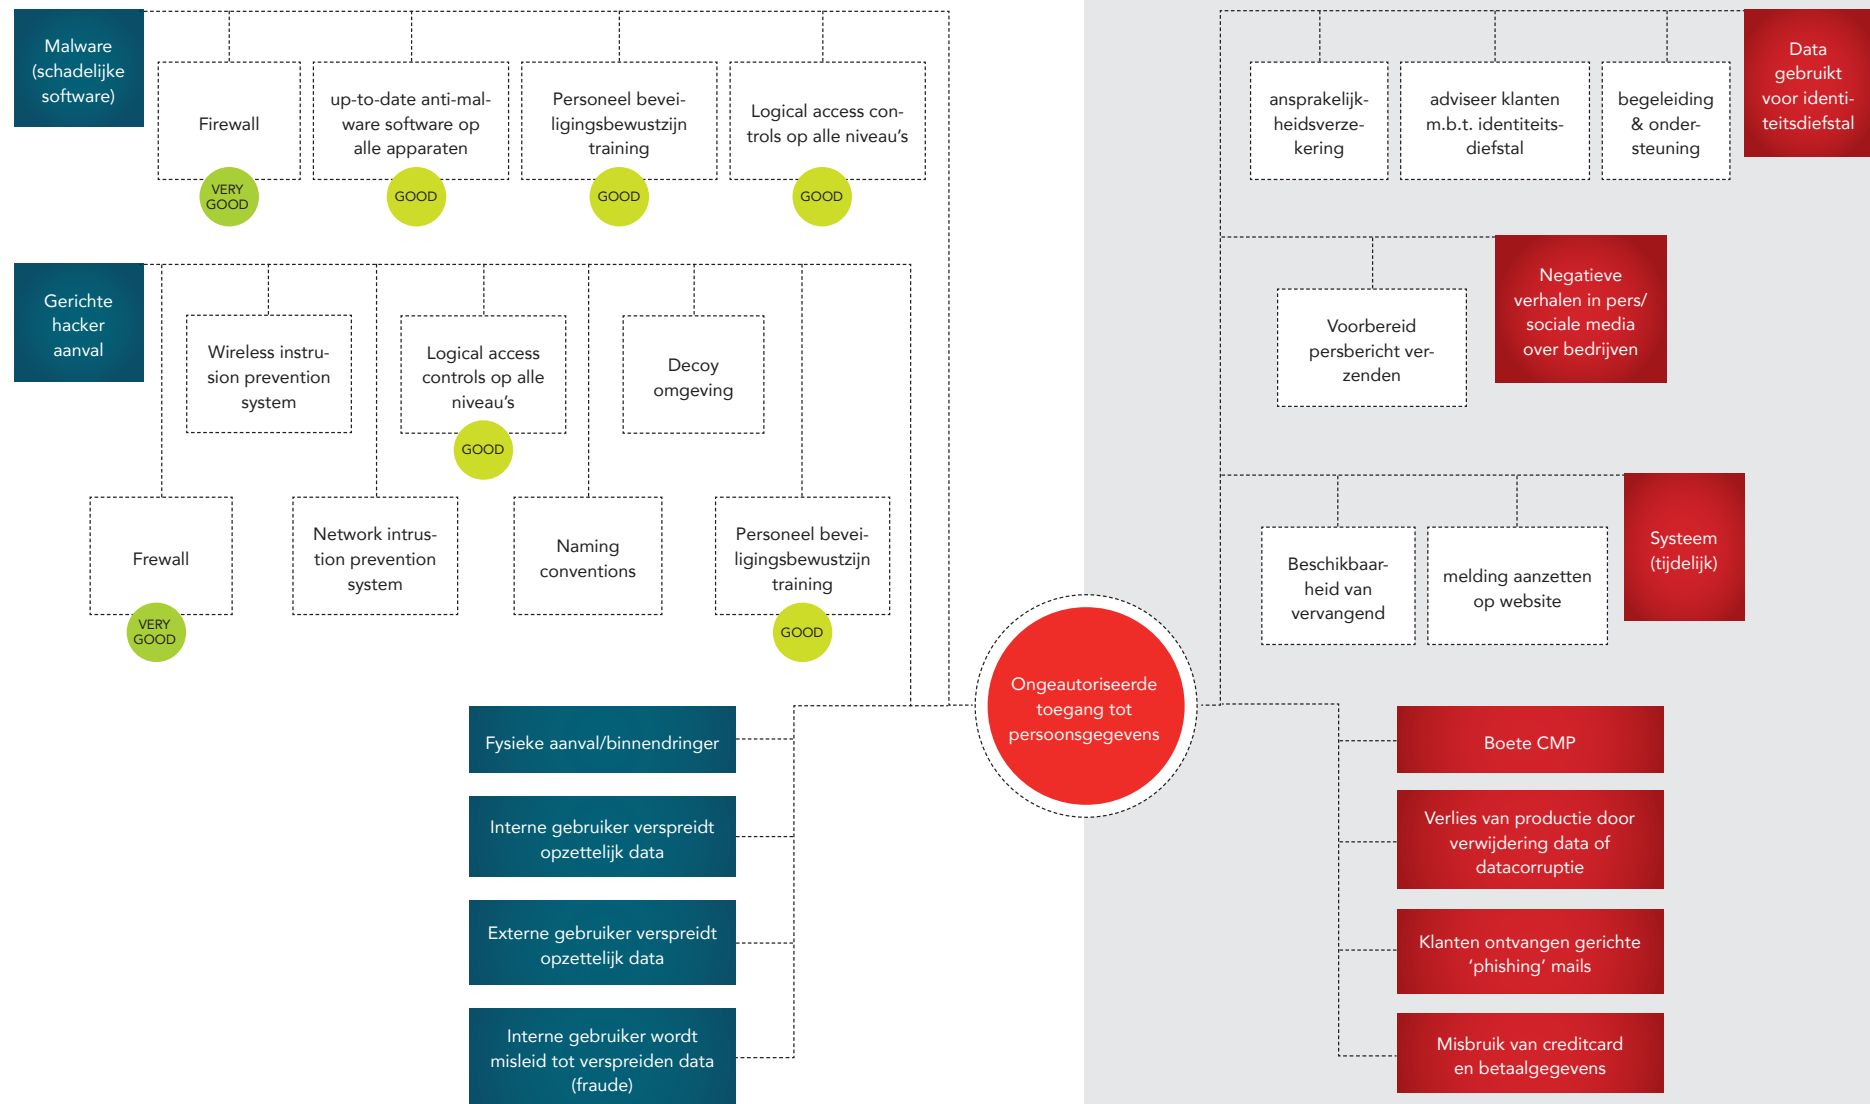 Malware
(schadelijke
software)
Firewall
VERY
GOOD
up-to-date anti-mal-
ware software op
alle apparaten
GOOD
Personeel bevei-
ligingsbewustzijn
training
GOOD
Logical access con-
trols op alle niveau's
GOOD
Gerichte
hacker
aanval
Wireless instru-
sion prevention
system
Logical access
controls op alle
niveau's
GOOD
Decoy
omgeving
Frewall
VERY
GOOD
Network intrus-
tion prevention
system
Naming
conventions
Personeel bevei-
ligingsbewustzijn
training
GOOD
Fysieke aanval/binnendringer
Interne gebruiker verspreidt
opzettelijk data
Externe gebruiker verspreidt
opzettelijk data
Interne gebruiker wordt
misleid tot verspreiden data
(fraude)
Ongeautoriseerde
toegang tot
persoonsgegevens
ansprakelijk-
heidsverze-
kering
adviseer klanten
m.b.t. identiteits-
diefstal
begeleiding
& onder-
steuning
Data
gebruikt
voor identi-
teitsdiefstal
Voorbereid
persbericht ver-
zenden
Negatieve
verhalen in pers/
sociale media
over bedrijven
Beschikbaar-
heid van
vervangend
melding aanzetten
op website
Systeem
(tijdelijk)
Boete CMP
Verlies van productie door
verwijdering data of
datacorruptie
Klanten ontvangen gerichte
'phishing' mails
Misbruik van creditcard
en betaalgegevens